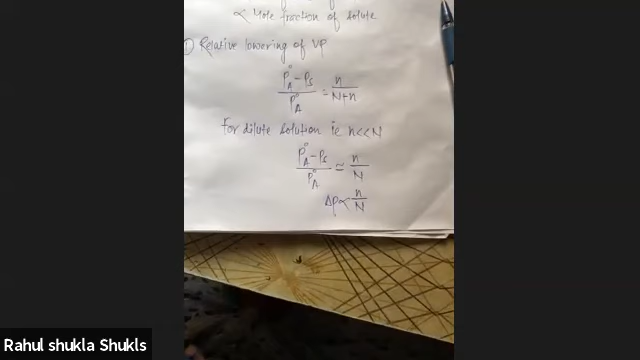 ∝ Mole fraction of solute
① Relative lowering of VP
(P°A − Ps)/P°A = n/(N+n)
For dilute solution ie n<<N
(P°A − Ps)/P°A ≃ n/N
Δp ∝ n/N
Rahul shukla Shukls